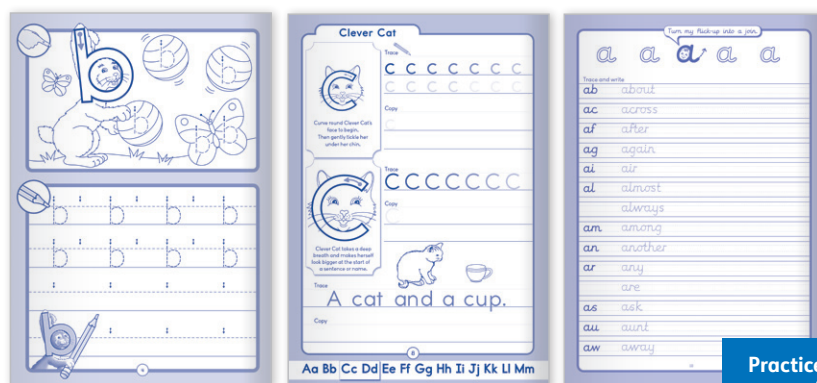 b b
b b b
b b b b
b b b b
6
Clever Cat
Trace
c c c c c c c c
c c c c c c c
Copy
c
Curve round Clever Cat's
face to begin.
Then gently tickle her
under her chin.
Trace
C C C C C C C
Copy
C
Clever Cat takes a deep
breath and makes herself
look bigger at the start
of a sentence or name.
Trace
A cat and a cup.
Copy
8
Aa Bb Cc Dd Ee Ff Gg Hh Ii Jj Kk Ll Mm
Turn my flick-up into a join.
a a a a a
Trace and write
ab about
ac across
af after
ag again
ai air
al almost
always
am among
an another
ar any
are
as ask
au aunt
aw away
Practice